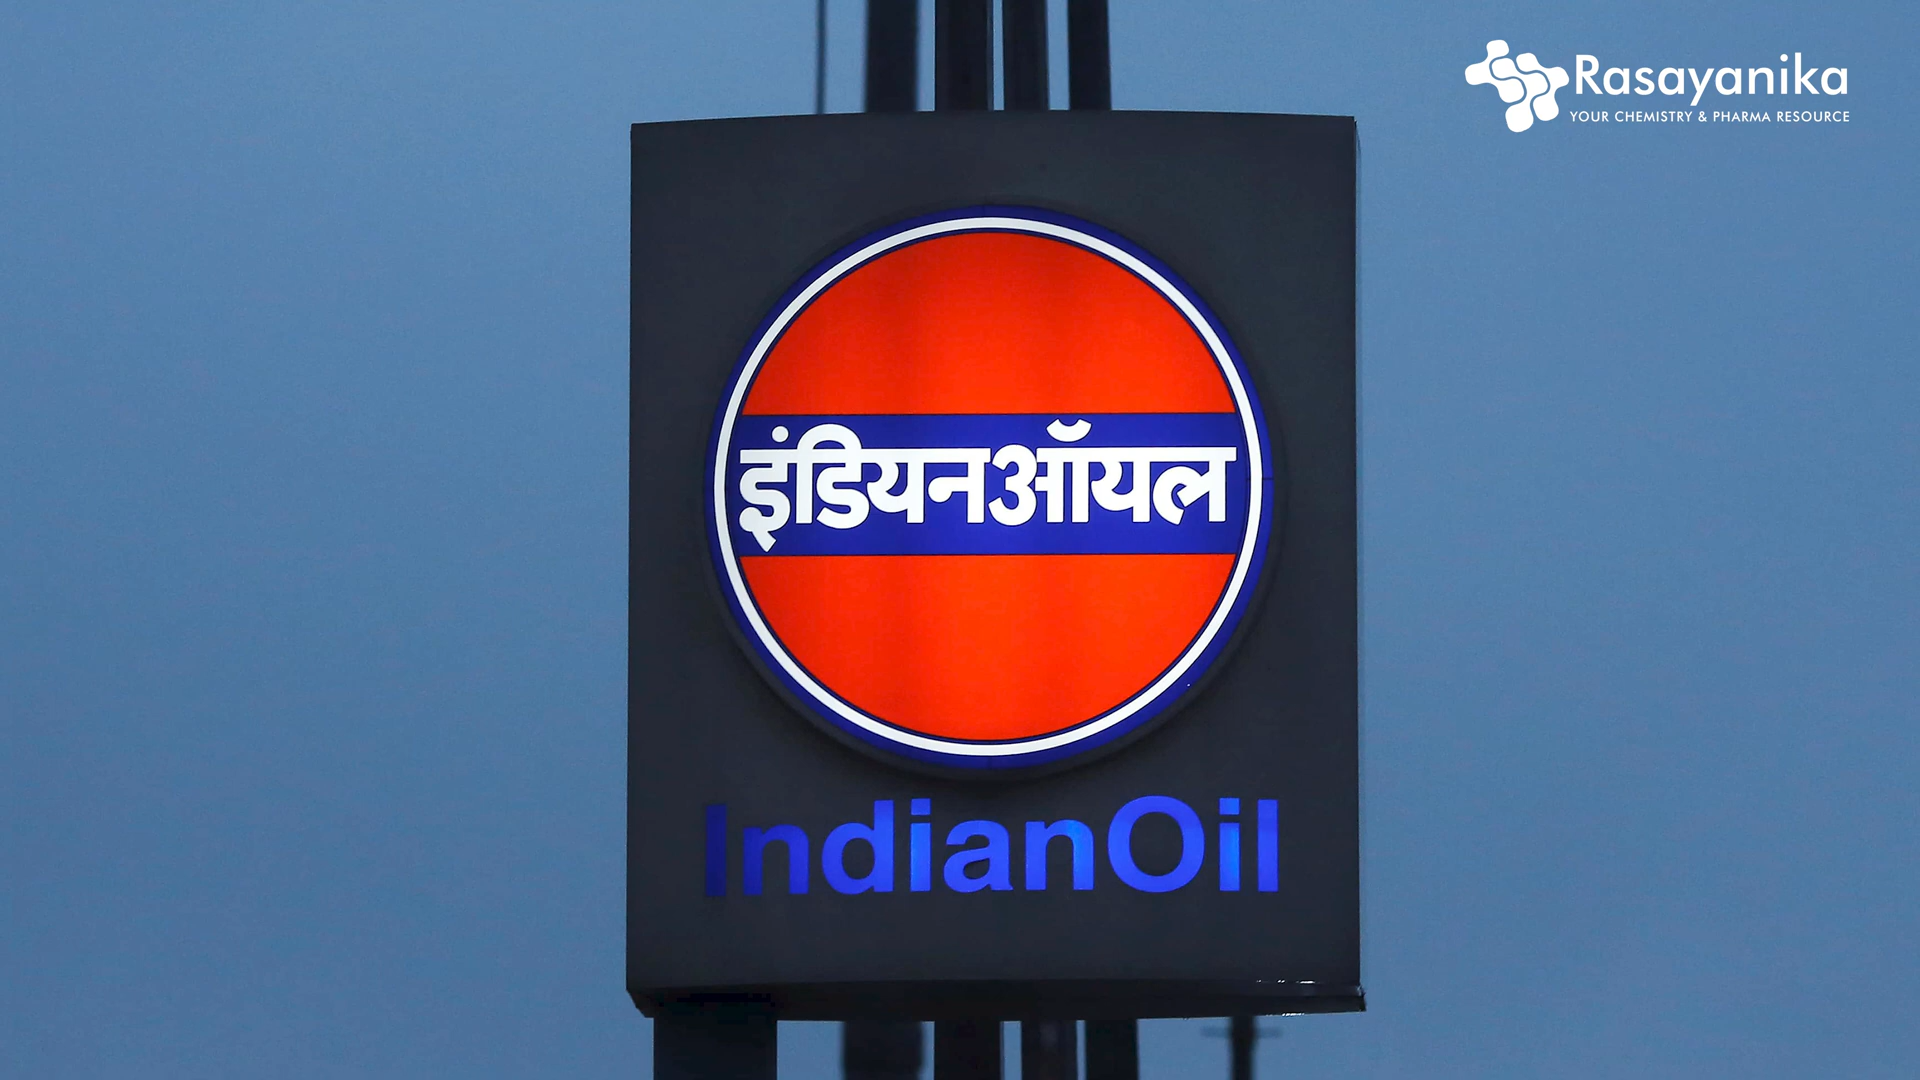 Rasayanika
YOUR CHEMISTRY & PHARMA RESOURCE
इंडियनऑयल
IndianOil